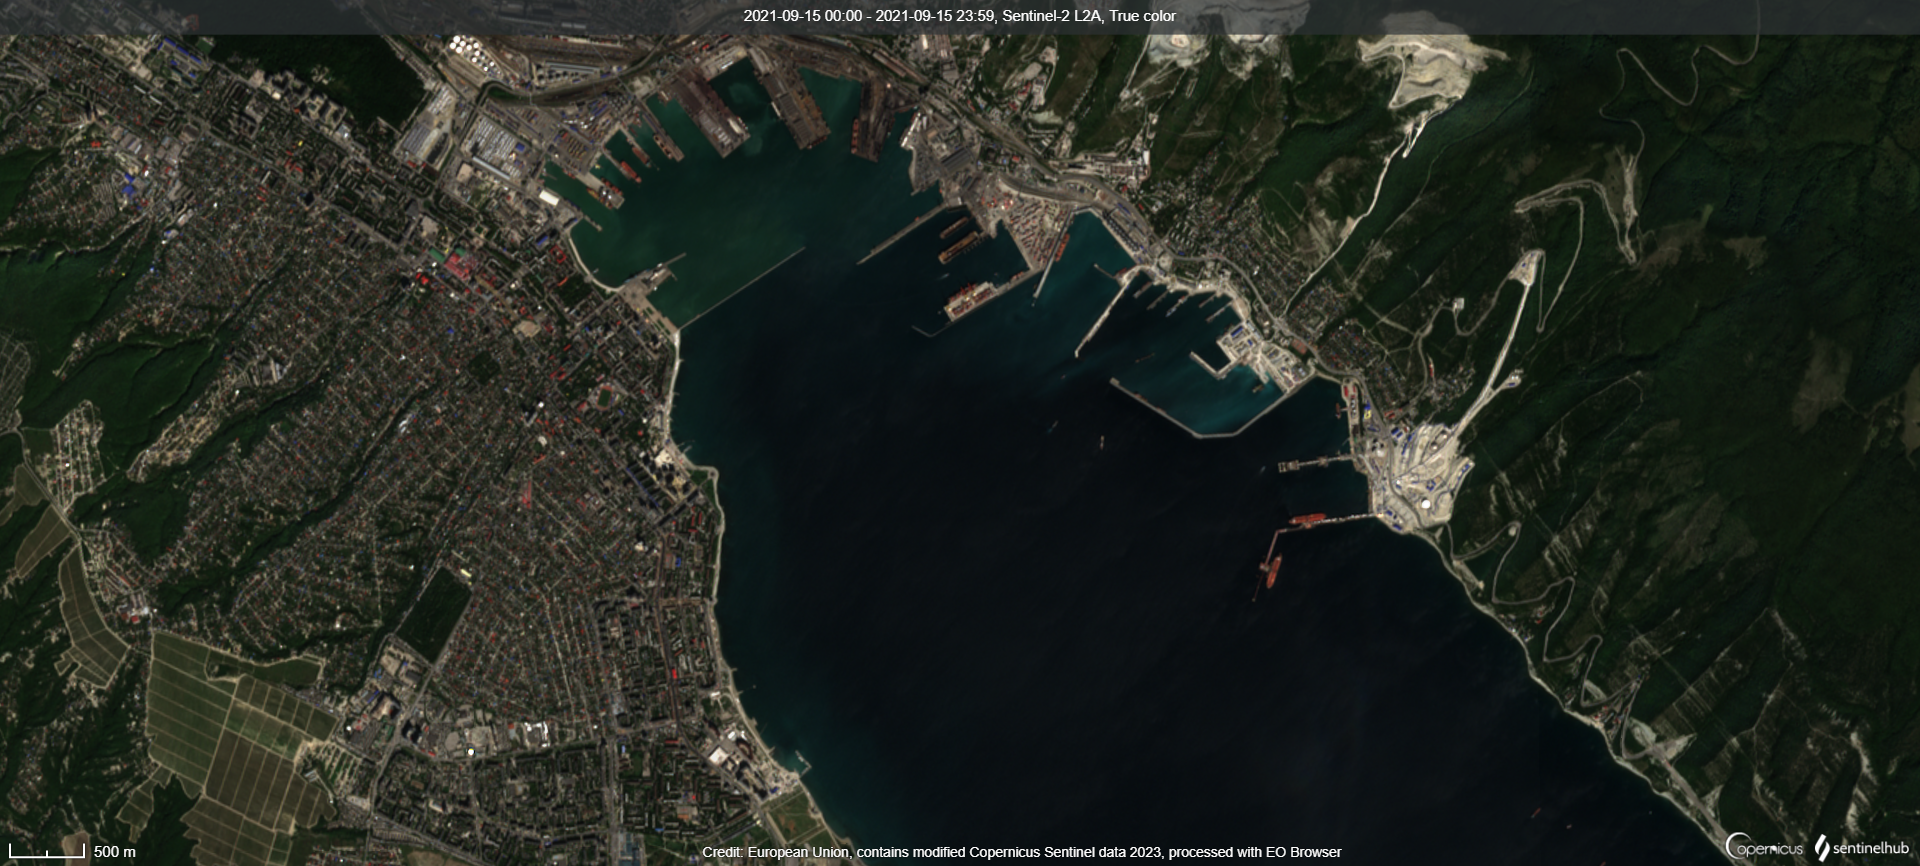 2021-09-15 00:00 - 2021-09-15 23:59, Sentinel-2 L2A, True color
500 m
Credit: European Union, contains modified Copernicus Sentinel data 2023, processed with EO Browser
opernicus
sentinelhub